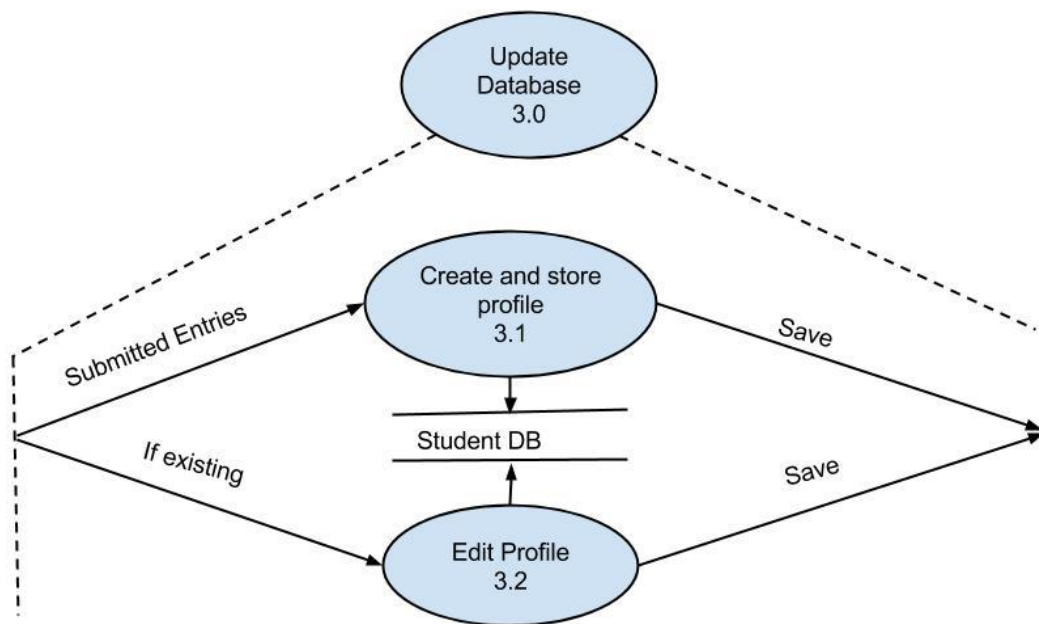 Update
Database
3.0
Create and store
profile
3.1
Submitted Entries
Save
Student DB
If existing
Save
Edit Profile
3.2